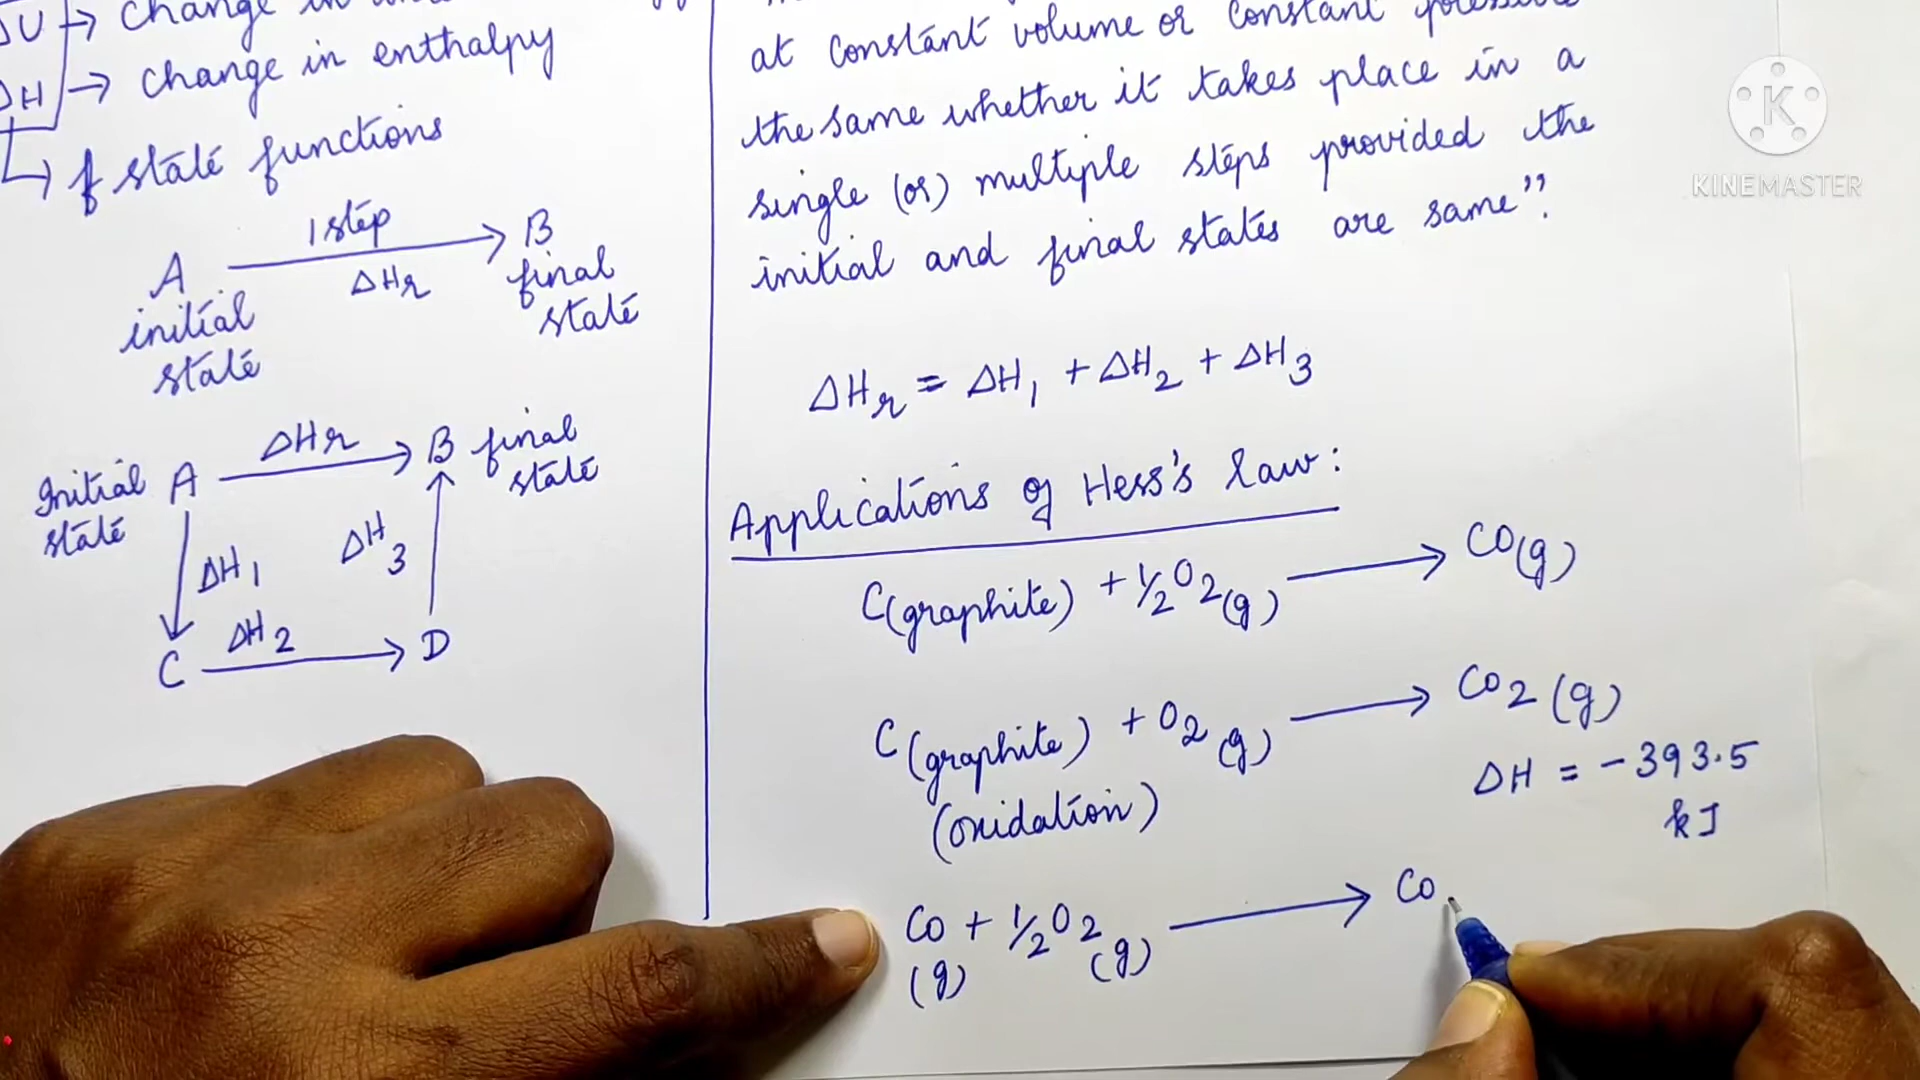 ΔU → change in
ΔH → change in enthalpy
↳ f state functions
1 step
A → B
ΔHr
initial state
final state
ΔHr
Initial state A → B final state
ΔH1
ΔH3
ΔH2
C → D
at constant volume or constant pressure
the same whether it takes place in a
single (or) multiple steps provided the
initial and final states are same".
ΔHr = ΔH1 + ΔH2 + ΔH3
Applications of Hess's law:
C(graphite) + ½O2(g) → CO(g)
C(graphite) + O2(g) → CO2(g)
(oxidation)
ΔH = -393.5
kJ
CO(g) + ½O2(g) → CO
K
KINEMASTER